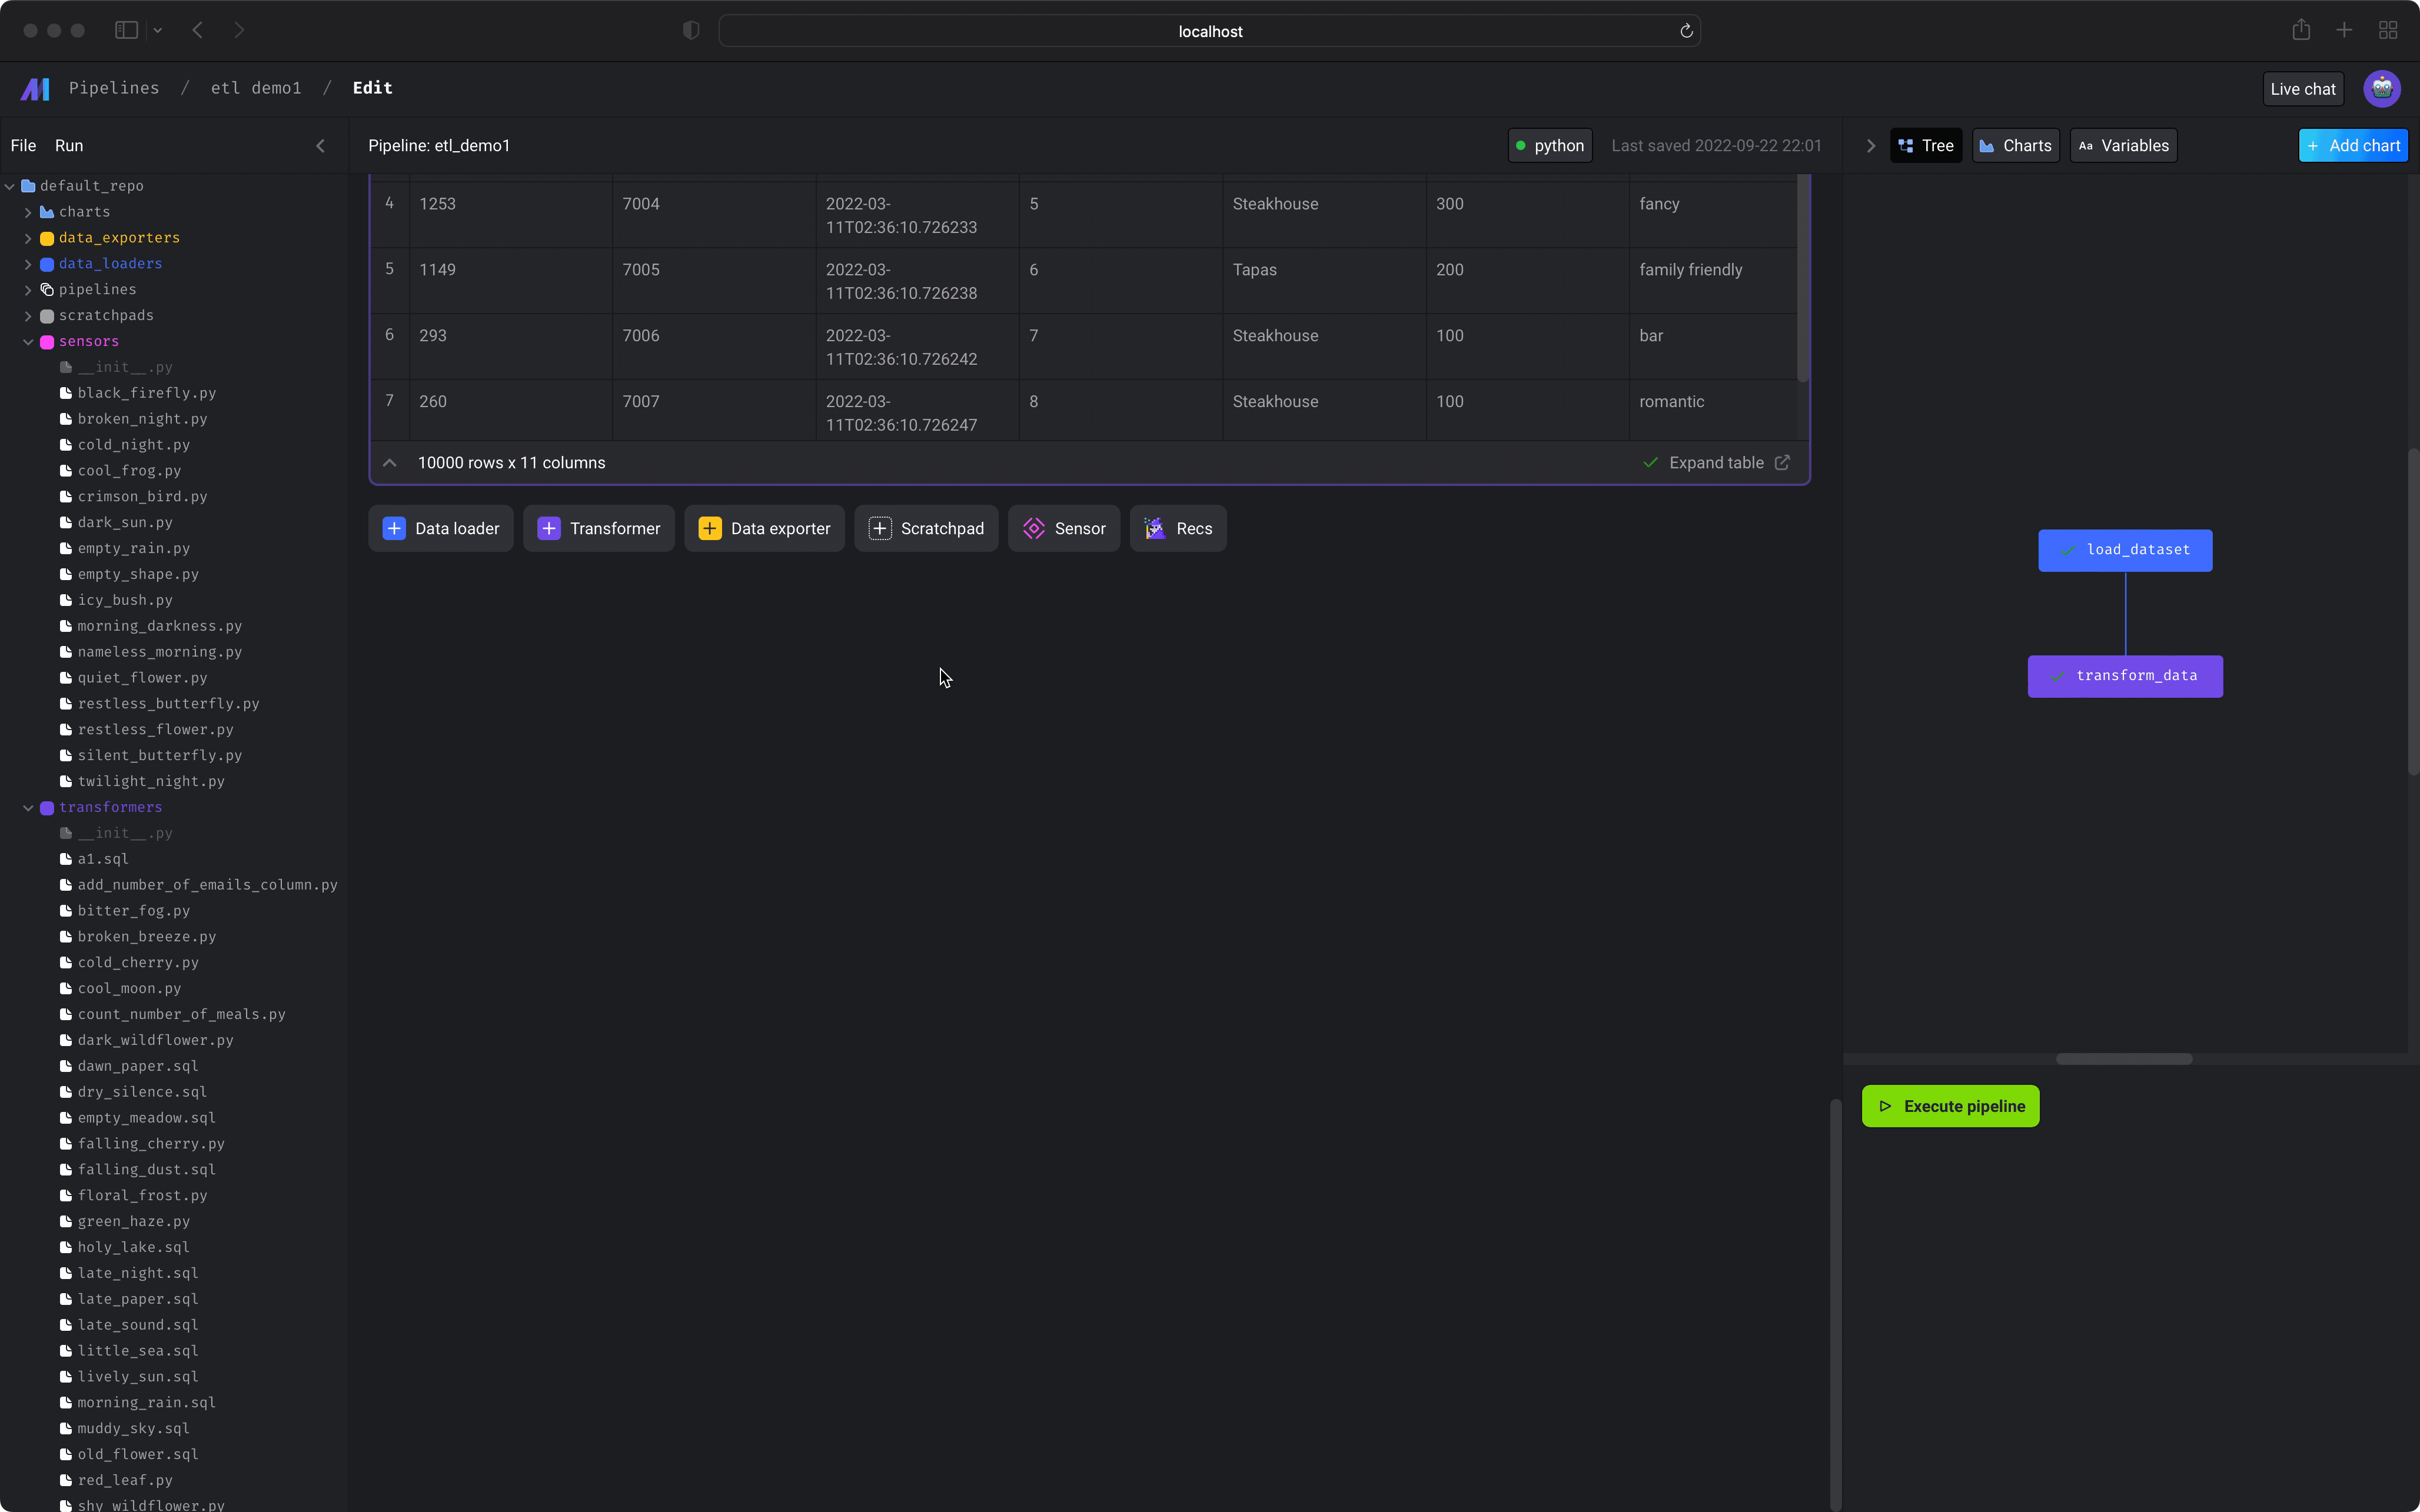 localhost
Pipelines / etl demo1 / Edit
Live chat
File Run
Pipeline: etl_demo1
python
Last saved 2022-09-22 22:01
Tree
Charts
Aa Variables
+ Add chart
default_repo
charts
data_exporters
data_loaders
pipelines
scratchpads
sensors
__init__.py
black_firefly.py
broken_night.py
cold_night.py
cool_frog.py
crimson_bird.py
dark_sun.py
empty_rain.py
empty_shape.py
icy_bush.py
morning_darkness.py
nameless_morning.py
quiet_flower.py
restless_butterfly.py
restless_flower.py
silent_butterfly.py
twilight_night.py
transformers
__init__.py
a1.sql
add_number_of_emails_column.py
bitter_fog.py
broken_breeze.py
cold_cherry.py
cool_moon.py
count_number_of_meals.py
dark_wildflower.py
dawn_paper.sql
dry_silence.sql
empty_meadow.sql
falling_cherry.py
falling_dust.sql
floral_frost.py
green_haze.py
holy_lake.sql
late_night.sql
late_paper.sql
late_sound.sql
little_sea.sql
lively_sun.sql
morning_rain.sql
muddy_sky.sql
old_flower.sql
red_leaf.py
shy_wildflower.py
4 1253 7004 2022-03- 5 Steakhouse 300 fancy
11T02:36:10.726233
5 1149 7005 2022-03- 6 Tapas 200 family friendly
11T02:36:10.726238
6 293 7006 2022-03- 7 Steakhouse 100 bar
11T02:36:10.726242
7 260 7007 2022-03- 8 Steakhouse 100 romantic
11T02:36:10.726247
10000 rows x 11 columns
Expand table
Data loader
Transformer
Data exporter
Scratchpad
Sensor
Recs
load_dataset
transform_data
Execute pipeline